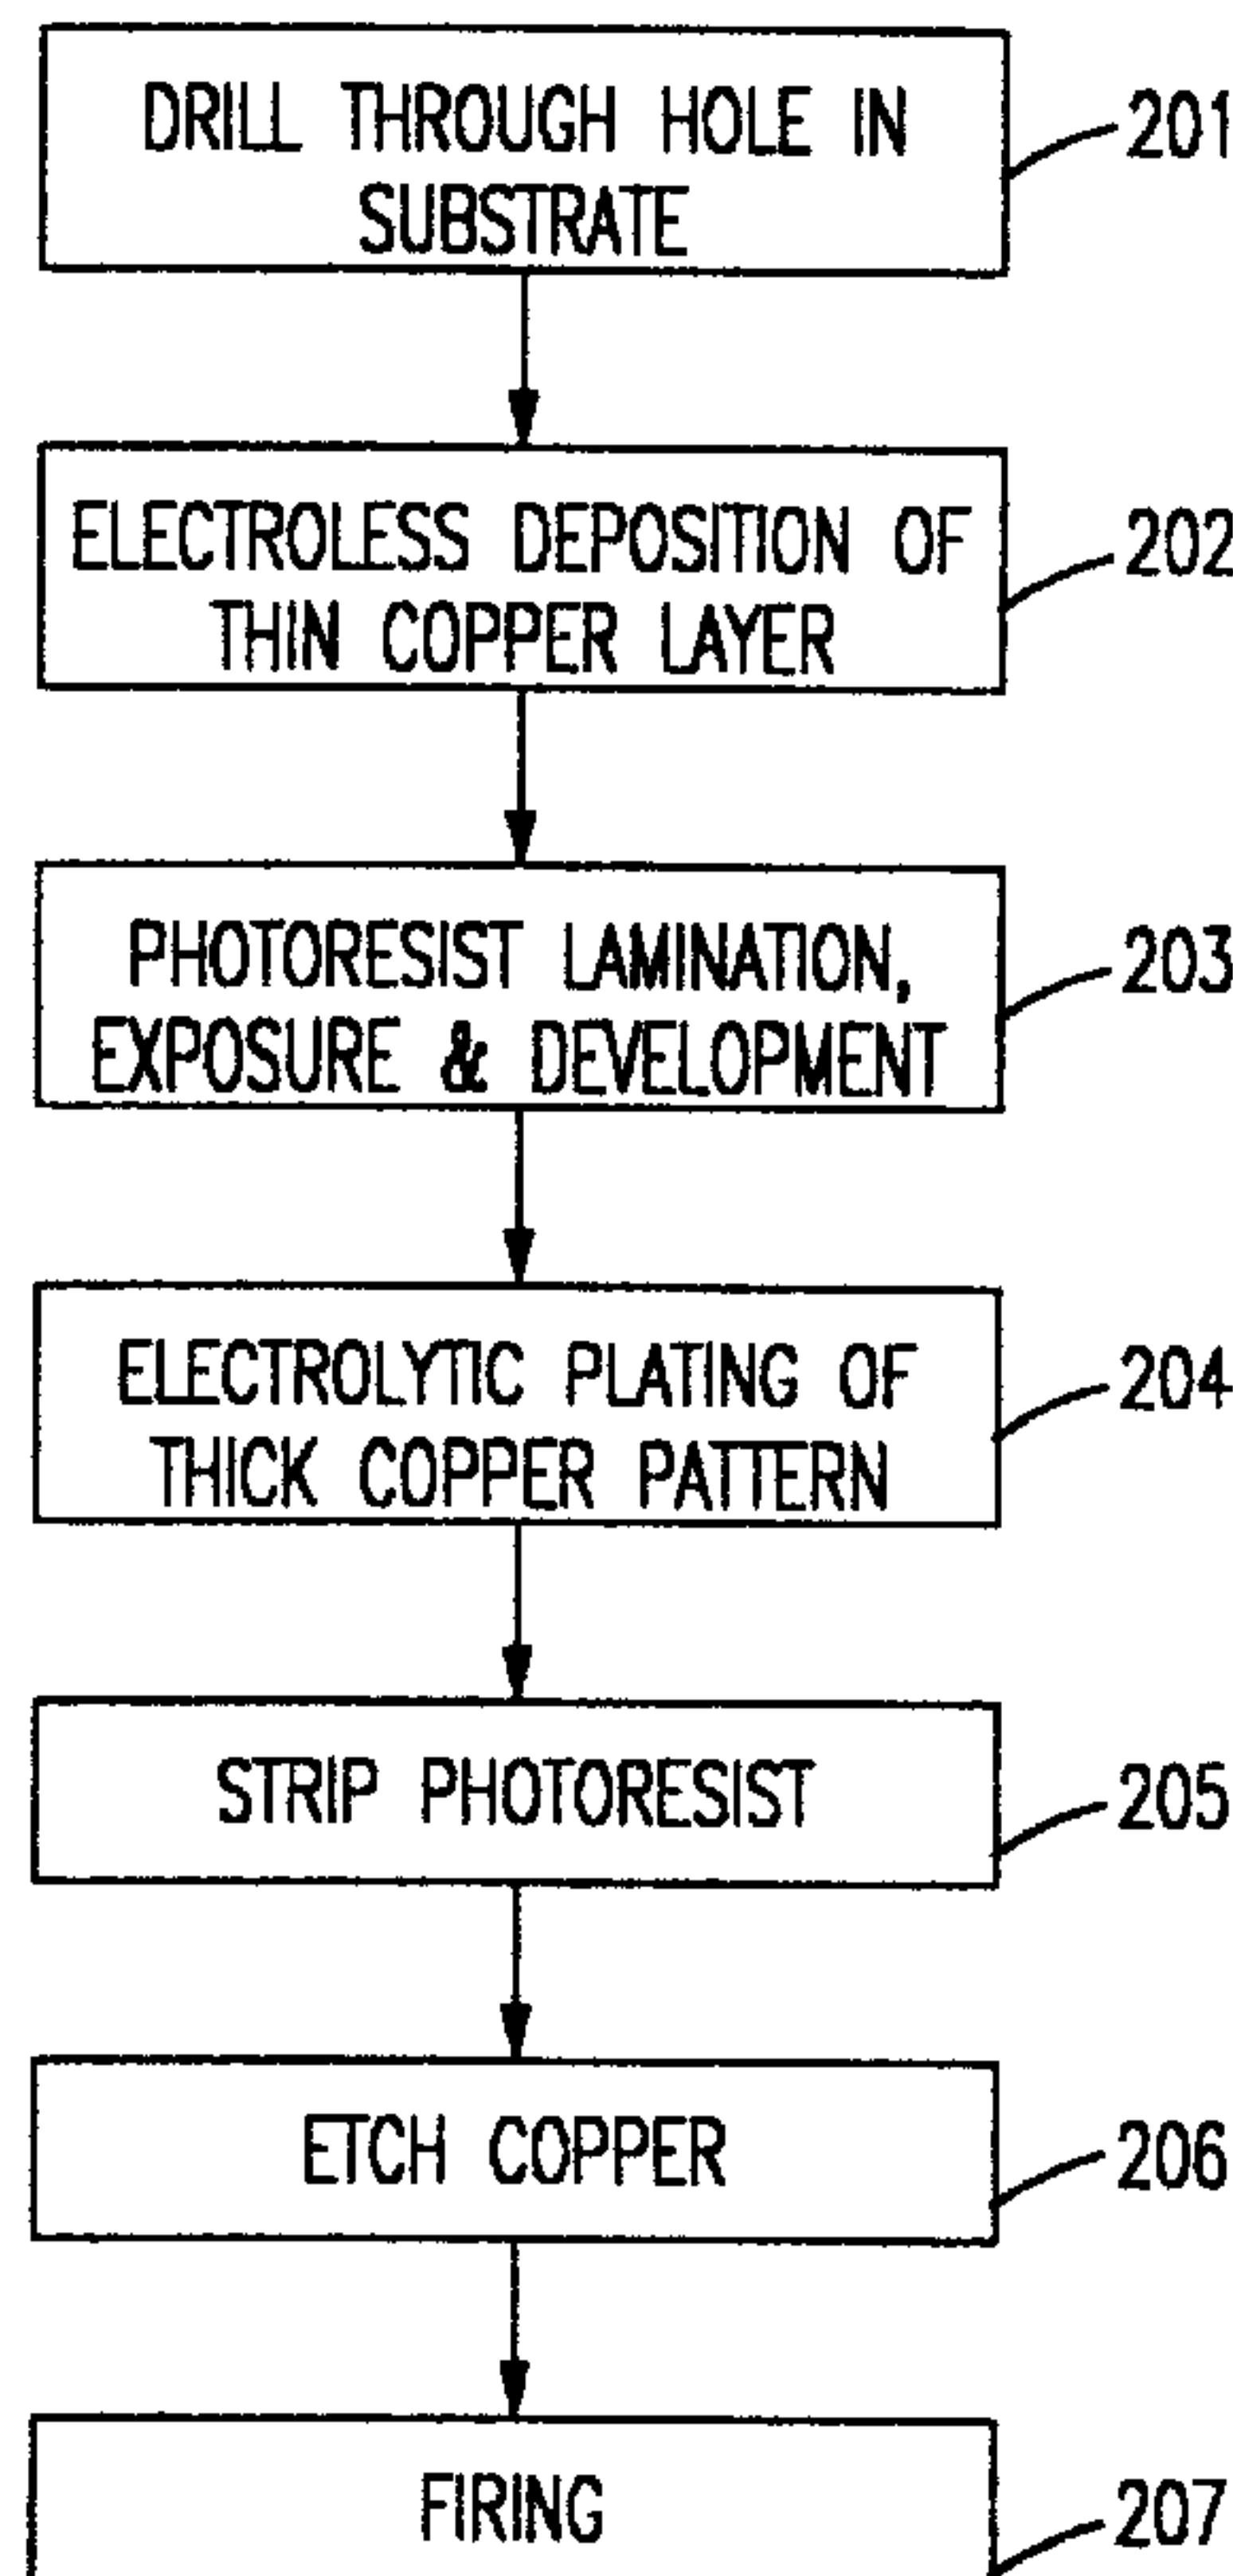 DRILL THROUGH HOLE IN
SUBSTRATE
201
ELECTROLESS DEPOSITION OF
THIN COPPER LAYER
202
PHOTORESIST LAMINATION,
EXPOSURE & DEVELOPMENT
203
ELECTROLYTIC PLATING OF
THICK COPPER PATTERN
204
STRIP PHOTORESIST
205
ETCH COPPER
206
FIRING
207